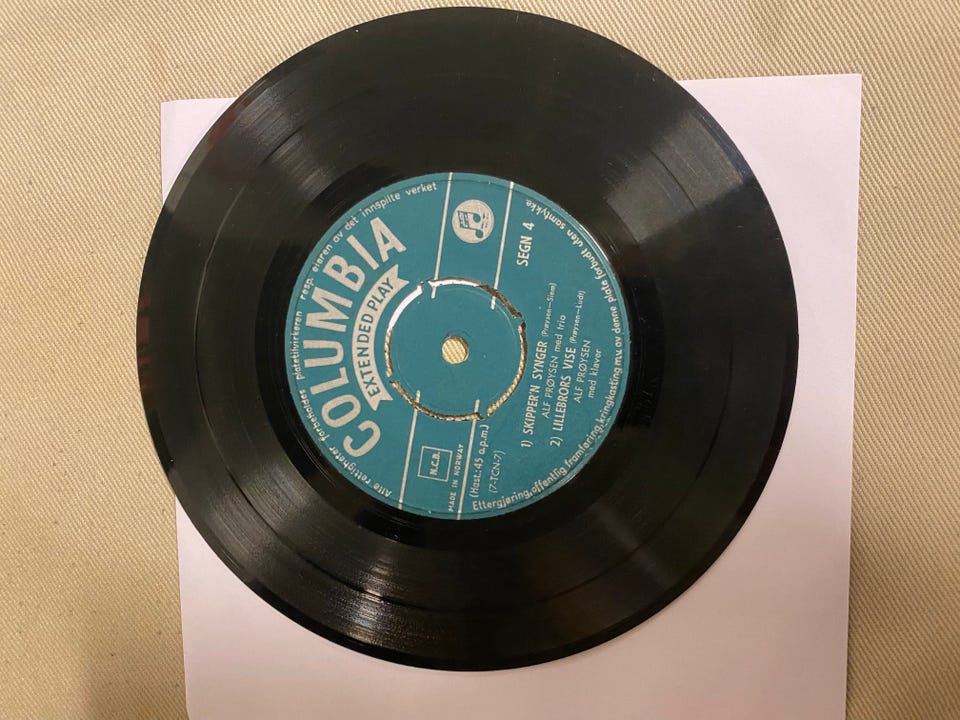 Alle rettigheter forbeholdes platetilvirkeren resp. eieren av det innspilte verket
COLUMBIA
EXTENDED PLAY
N.C.B.
MADE IN NORWAY
SEGN 4
(Hast.: 45 o.p.m.)
(7-TCN-7)
1) SKIPPER'N SYNGER (Prøysen—Siem)
ALF PRØYSEN med trio
2) LILLEBRORS VISE (Prøysen—Ludt)
ALF PRØYSEN
med klaver
Ettergjøring, offentlig framføring, kringkasting m.v. av denne plate forbudt uten samtykke.